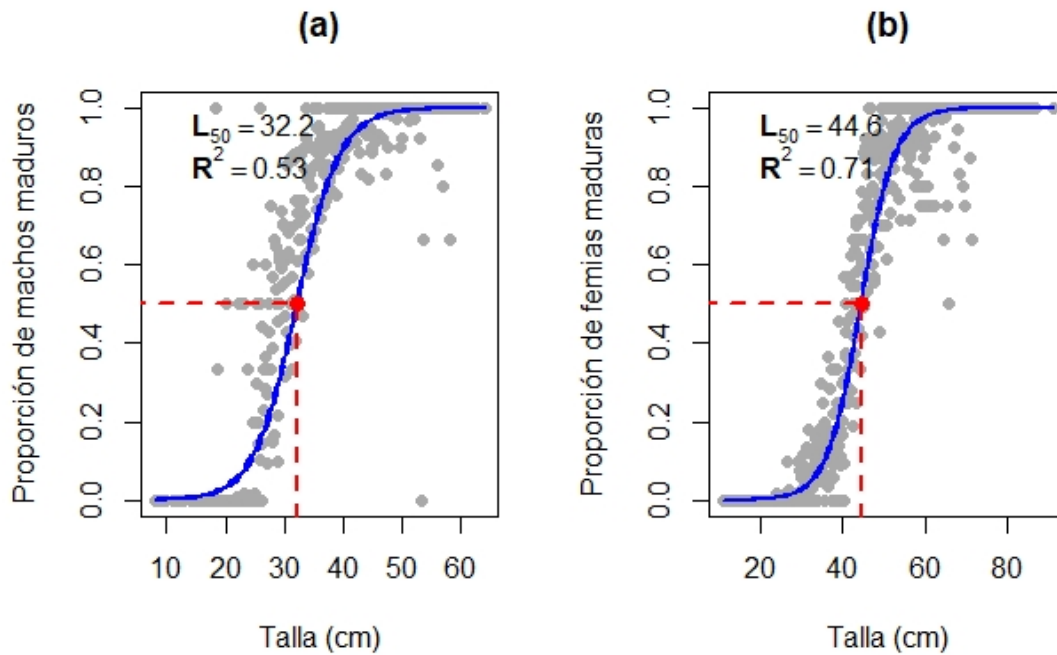 (a)
Proporción de machos maduros
1.0
0.8
0.6
0.4
0.2
0.0
L50 = 32.2
R2 = 0.53
10 20 30 40 50 60
Talla (cm)
(b)
Proporción de femias maduras
1.0
0.8
0.6
0.4
0.2
0.0
L50 = 44.6
R2 = 0.71
20 40 60 80
Talla (cm)